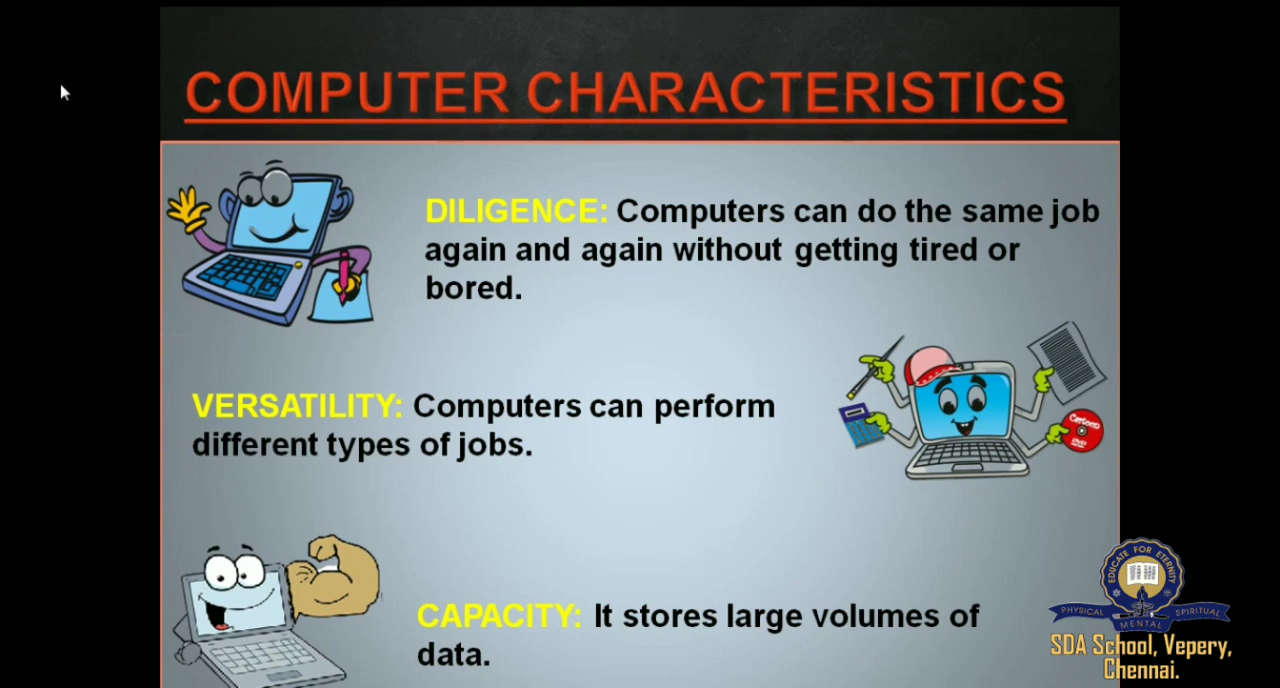 COMPUTER CHARACTERISTICS
DILIGENCE: Computers can do the same job
again and again without getting tired or
bored.
VERSATILITY: Computers can perform
different types of jobs.
Cartoon
DVD
CAPACITY: It stores large volumes of
data.
EDUCATE FOR ETERNITY
PHYSICAL MENTAL SPIRITUAL
SDA School, Vepery,
Chennai.